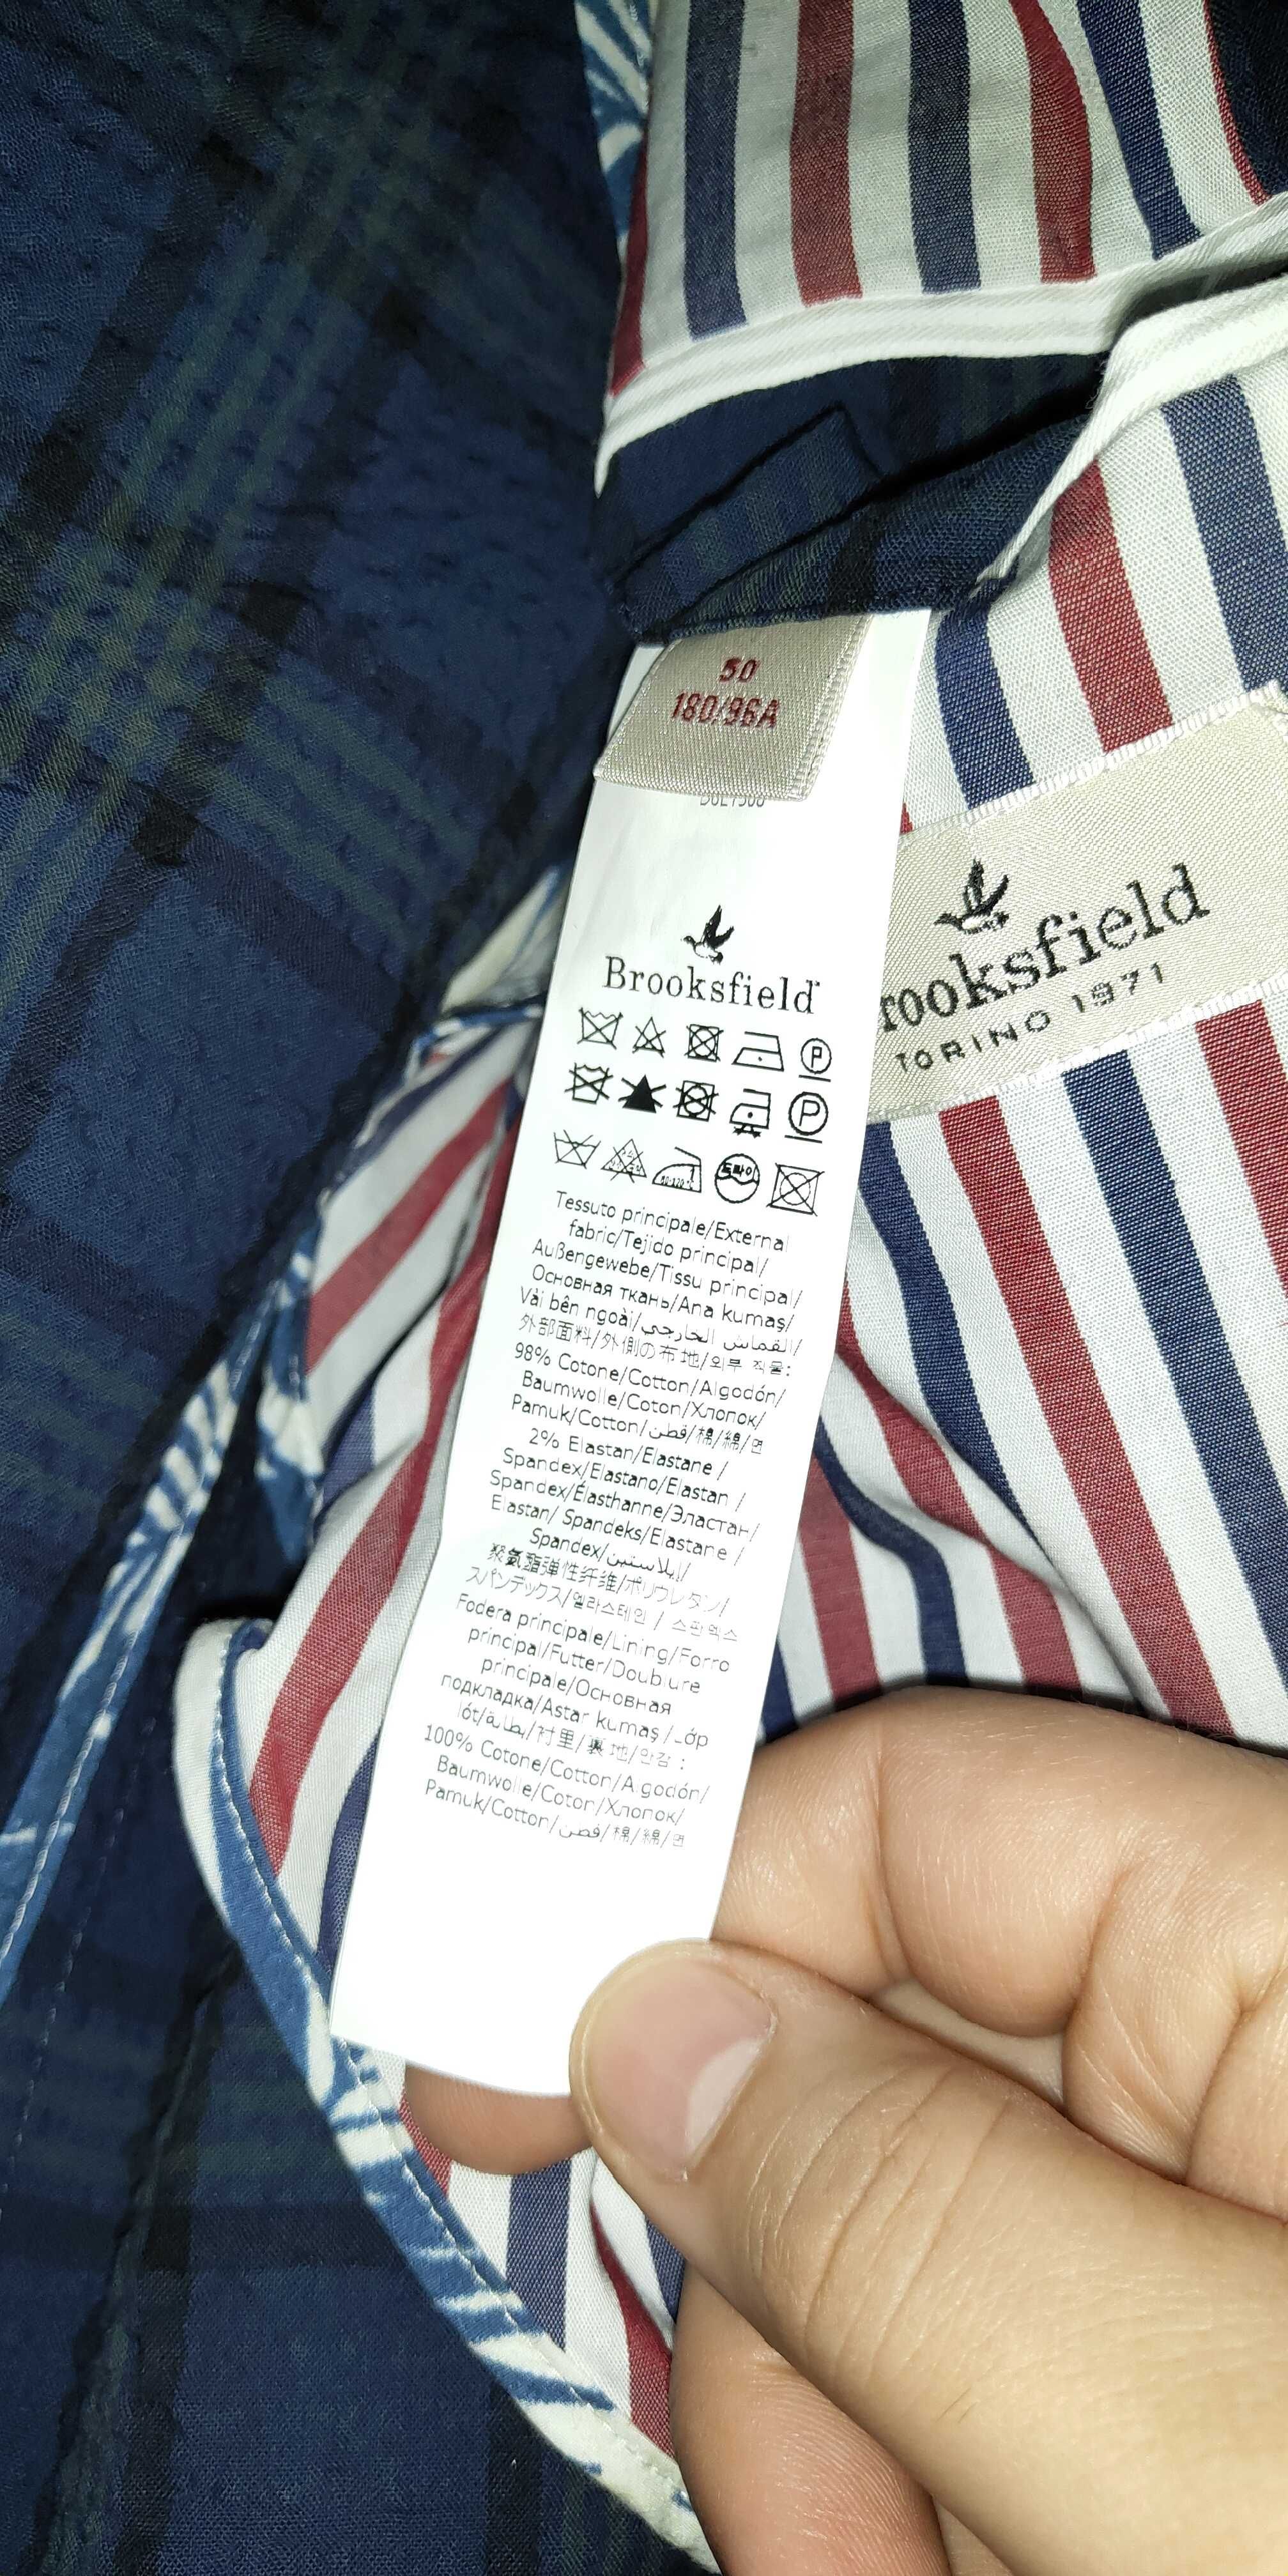 50
180/96A
Brooksfield
TORINO 1971
Brooksfield
P
P
드라이
Tessuto principale/External
fabric/Tejido principal/
Außengewebe/Tissu principal/
Основная ткань/Ana kumaş/
Vải bên ngoài/القماش الخارجي/
外部面料/外側の布地/외부 직물:
98% Cotone/Cotton/Algodón/
Baumwolle/Coton/Хлопок/
Pamuk/Cotton/قطن/棉/綿/면
2% Elastan/Elastane /
Spandex/Elastano/Elastan /
Spandex/Élasthanne/Эластан/
Elastan/ Spandeks/Elastane /
Spandex/إيلاستين/
聚氨酯弹性纤维/ポリウレタン/
スパンデックス/엘라스테인 / 스판덱스
Fodera principale/Lining/Forro
principal/Futter/Doublure
principale/Основная
подкладка/Astar kumaş/Lớp
lót/بطانة/衬里/裏地/안감 :
100% Cotone/Cotton/Algodón/
Baumwolle/Coton/Хлопок/
Pamuk/Cotton/قطن/棉/綿/면